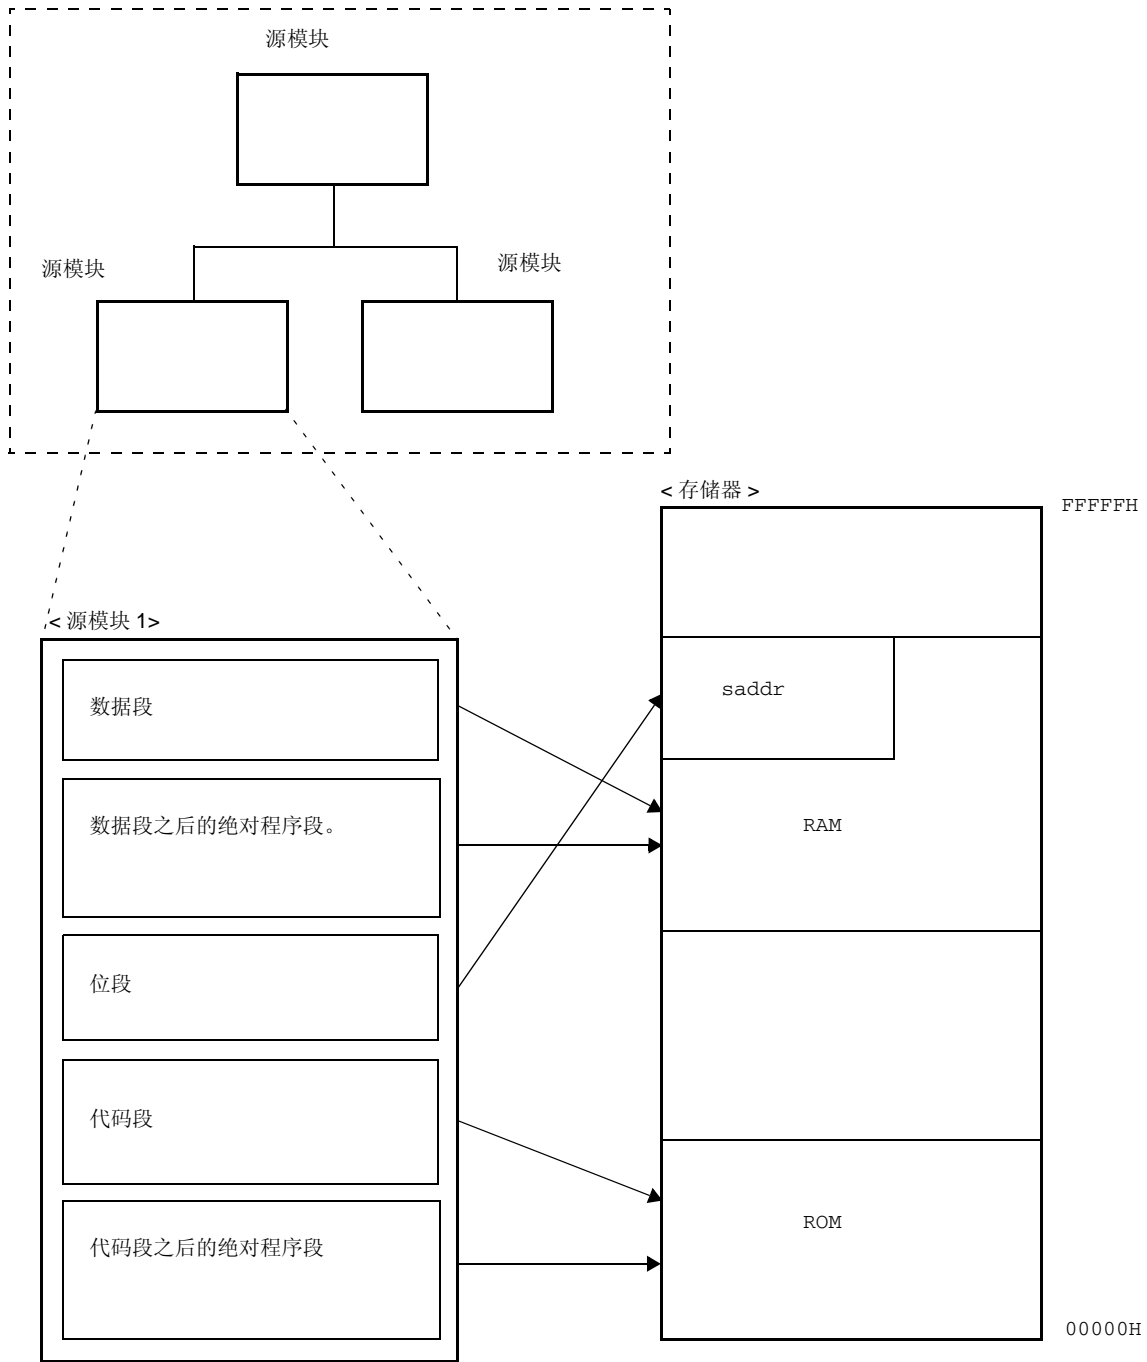 源模块
源模块
源模块
< 存储器 >
FFFFFH
< 源模块 1>
数据段
saddr
数据段之后的绝对程序段。
RAM
位段
代码段
ROM
代码段之后的绝对程序段
00000H